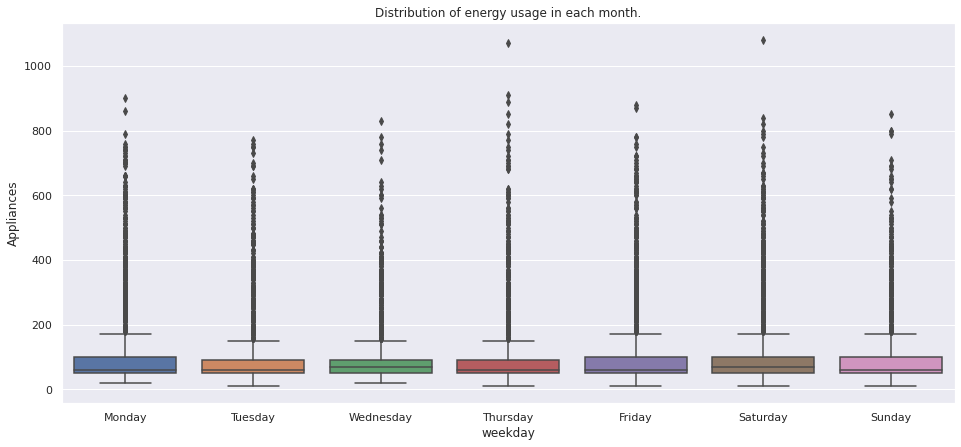 Distribution of energy usage in each month.
1000
800
600
400
200
0
Appliances
Monday Tuesday Wednesday Thursday Friday Saturday Sunday
weekday